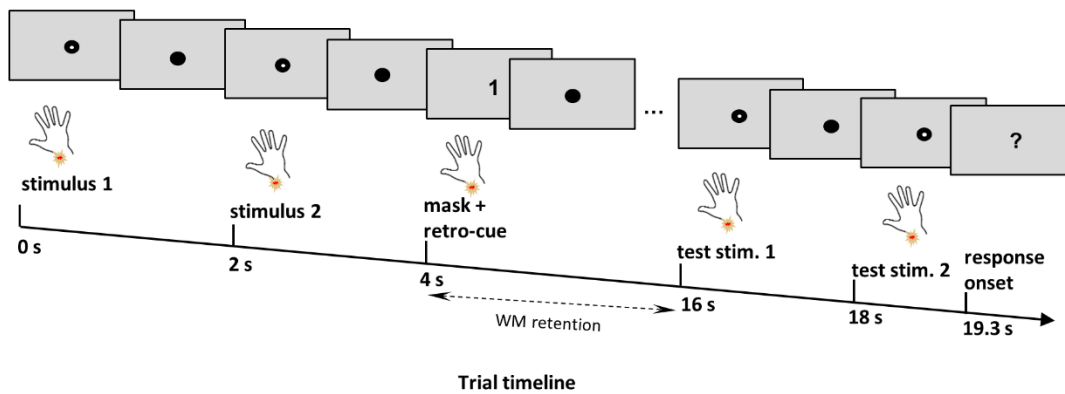 1
...
?
stimulus 1
stimulus 2
mask +
retro-cue
test stim. 1
test stim. 2
response
onset
0 s
2 s
4 s
16 s
18 s
19.3 s
WM retention
Trial timeline